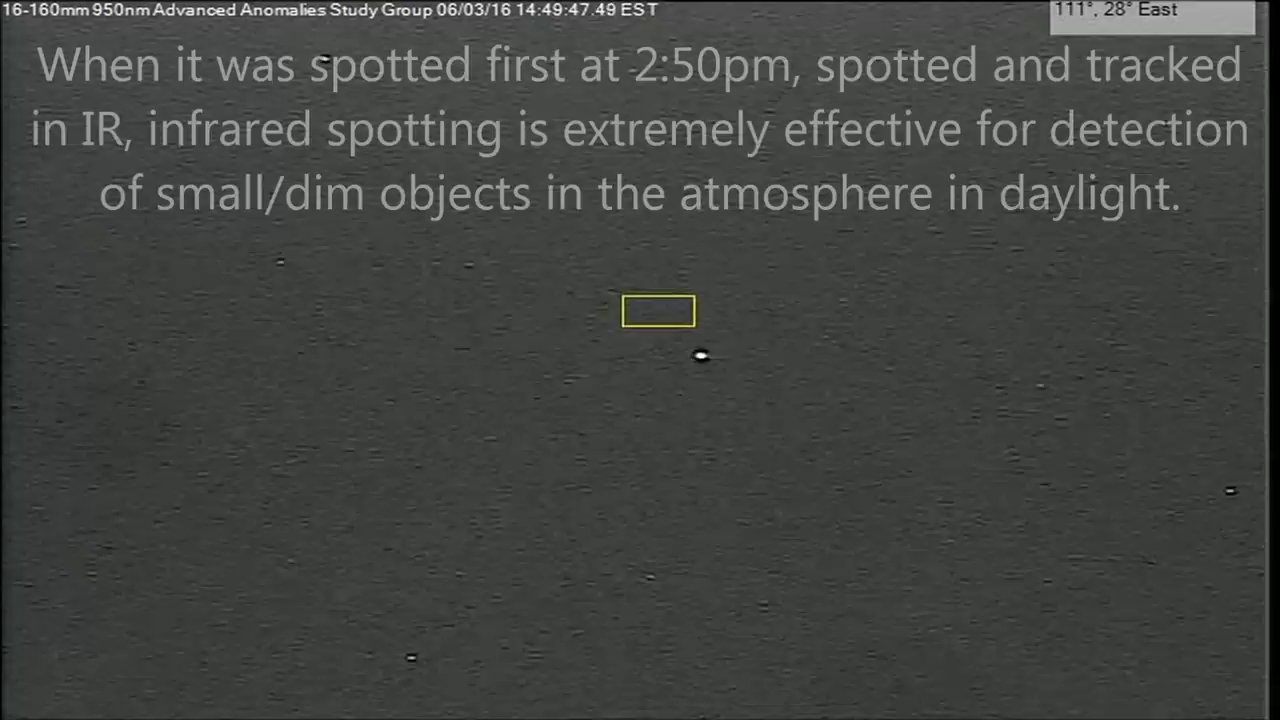 16-160mm 950nm Advanced Anomalies Study Group 06/03/16 14:49:47.49 EST
111°, 28° East
When it was spotted first at 2:50pm, spotted and tracked
in IR, infrared spotting is extremely effective for detection
of small/dim objects in the atmosphere in daylight.